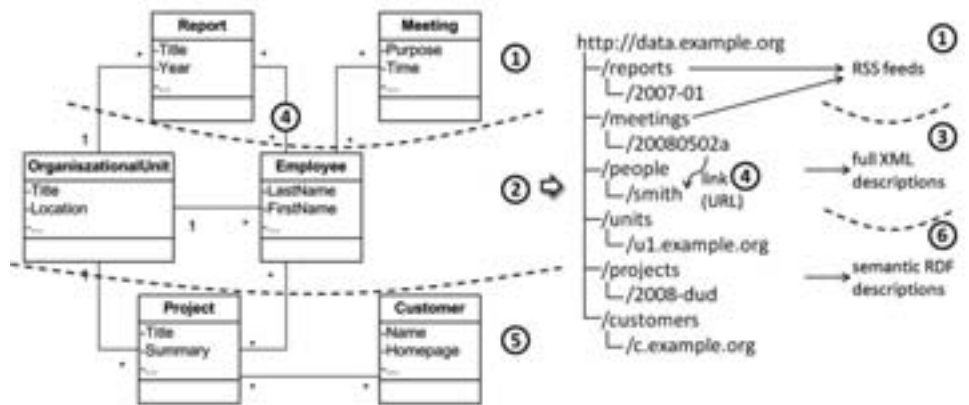 Report
-Title
-Year
-...
Meeting
-Purpose
-Time
-...
1
*
*
*
4
1
*
*
OrganiszationalUnit
-Title
-Location
-...
Employee
-LastName
-FirstName
-...
2
1
*
1
*
Project
-Title
-Summary
-...
Customer
-Name
-Homepage
-...
5
*
*
*
*
http://data.example.org
/reports
/2007-01
/meetings
/20080502a
/people
/smith
link
(URL)
4
/units
/u1.example.org
/projects
/2008-dud
/customers
/c.example.org
1
RSS feeds
3
full XML
descriptions
6
semantic RDF
descriptions